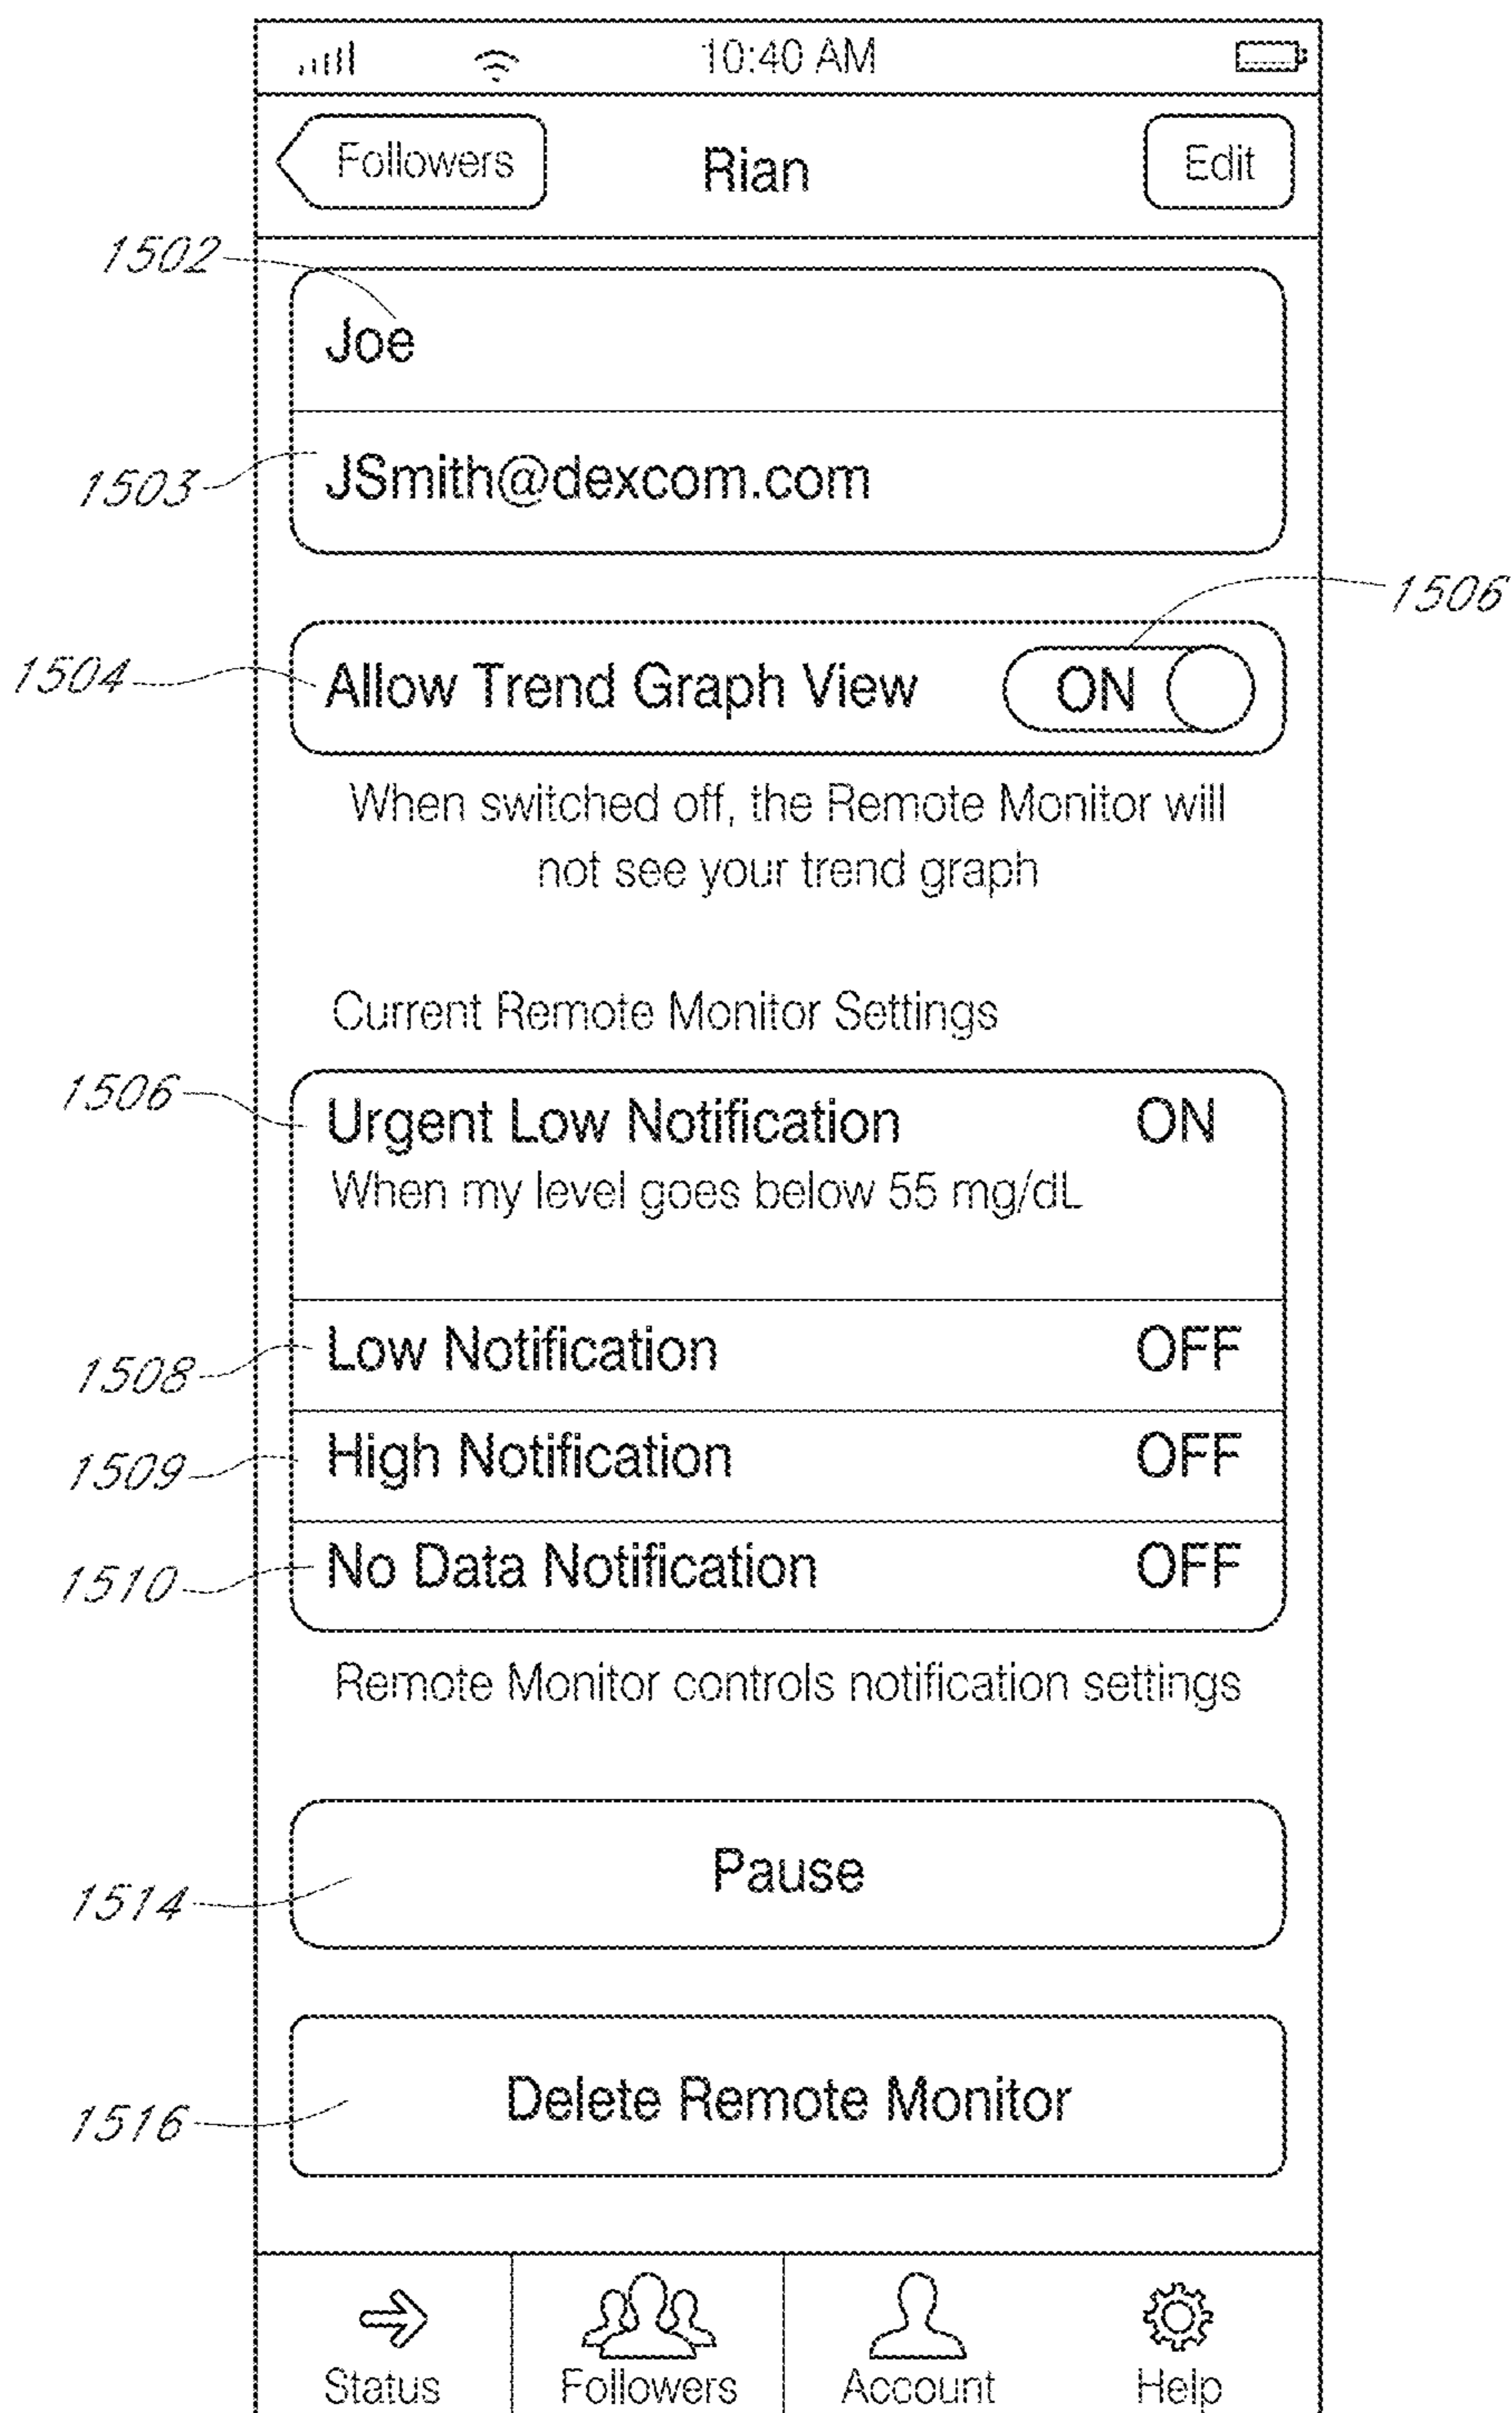 10:40 AM
Followers
Rian
Edit
1502
Joe
1503
JSmith@dexcom.com
1506
1504
Allow Trend Graph View
ON
When switched off, the Remote Monitor will
not see your trend graph
Current Remote Monitor Settings
1506
Urgent Low Notification
ON
When my level goes below 55 mg/dL
1508
Low Notification
OFF
1509
High Notification
OFF
1510
No Data Notification
OFF
Remote Monitor controls notification settings
1514
Pause
1516
Delete Remote Monitor
Status
Followers
Account
Help